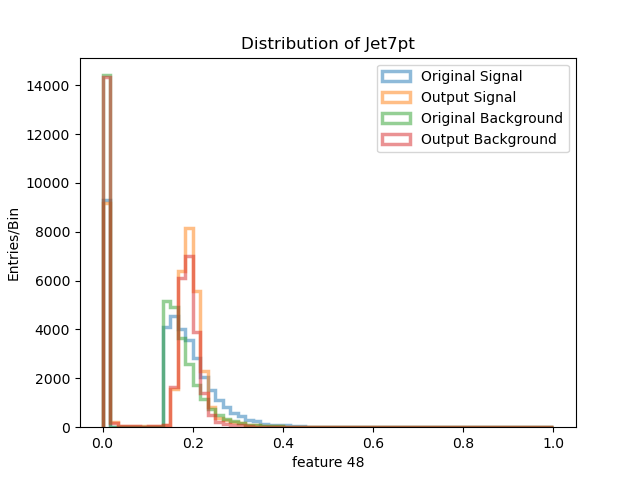 Distribution of Jet7pt
Original Signal
Output Signal
Original Background
Output Background
Entries/Bin
14000
12000
10000
8000
6000
4000
2000
0
0.0 0.2 0.4 0.6 0.8 1.0
feature 48